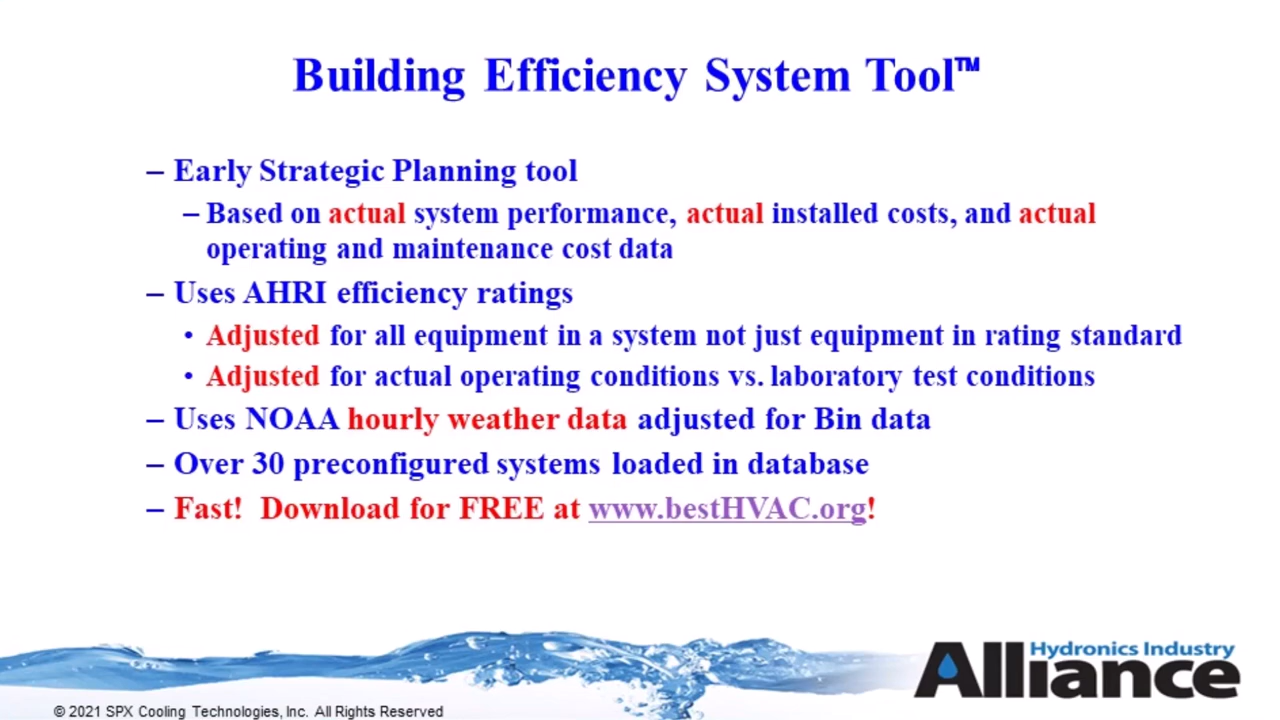 Building Efficiency System Tool™
– Early Strategic Planning tool
– Based on actual system performance, actual installed costs, and actual
operating and maintenance cost data
– Uses AHRI efficiency ratings
• Adjusted for all equipment in a system not just equipment in rating standard
• Adjusted for actual operating conditions vs. laboratory test conditions
– Uses NOAA hourly weather data adjusted for Bin data
– Over 30 preconfigured systems loaded in database
– Fast! Download for FREE at www.bestHVAC.org!
Hydronics Industry
Alliance
© 2021 SPX Cooling Technologies, Inc. All Rights Reserved